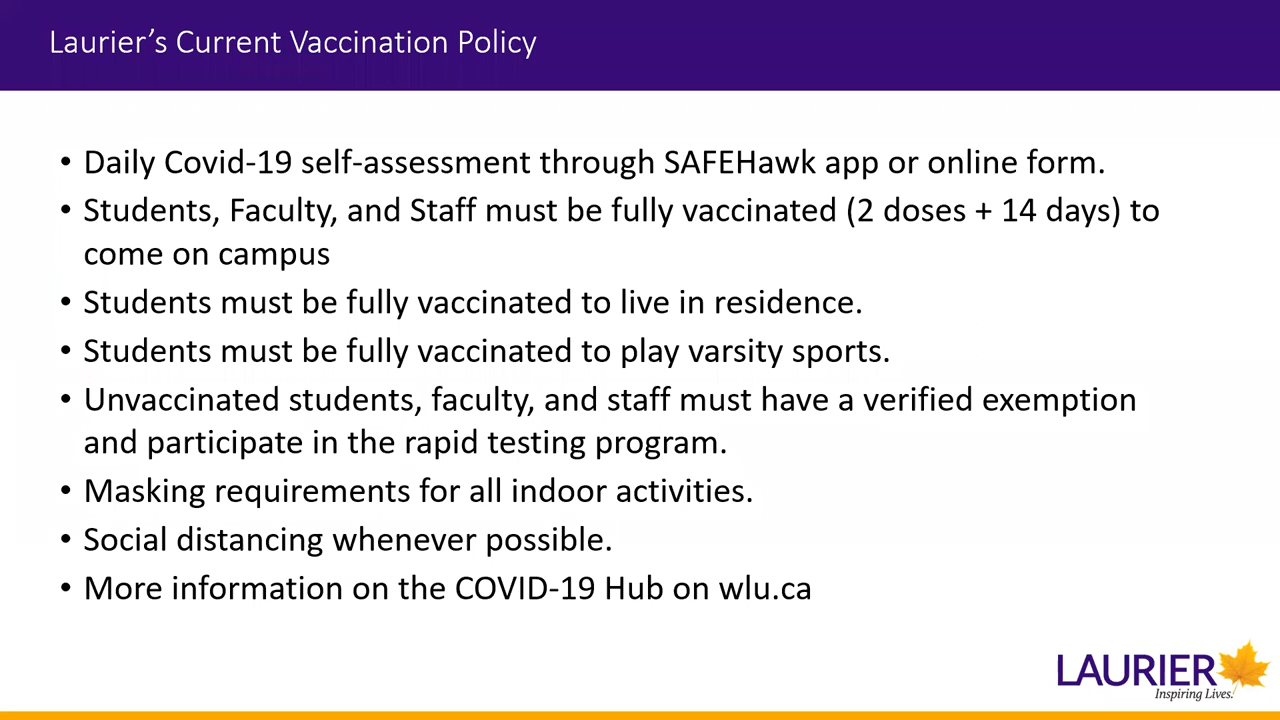 Laurier’s Current Vaccination Policy
• Daily Covid-19 self-assessment through SAFEHawk app or online form.
• Students, Faculty, and Staff must be fully vaccinated (2 doses + 14 days) to
come on campus
• Students must be fully vaccinated to live in residence.
• Students must be fully vaccinated to play varsity sports.
• Unvaccinated students, faculty, and staff must have a verified exemption
and participate in the rapid testing program.
• Masking requirements for all indoor activities.
• Social distancing whenever possible.
• More information on the COVID-19 Hub on wlu.ca
LAURIER
Inspiring Lives.